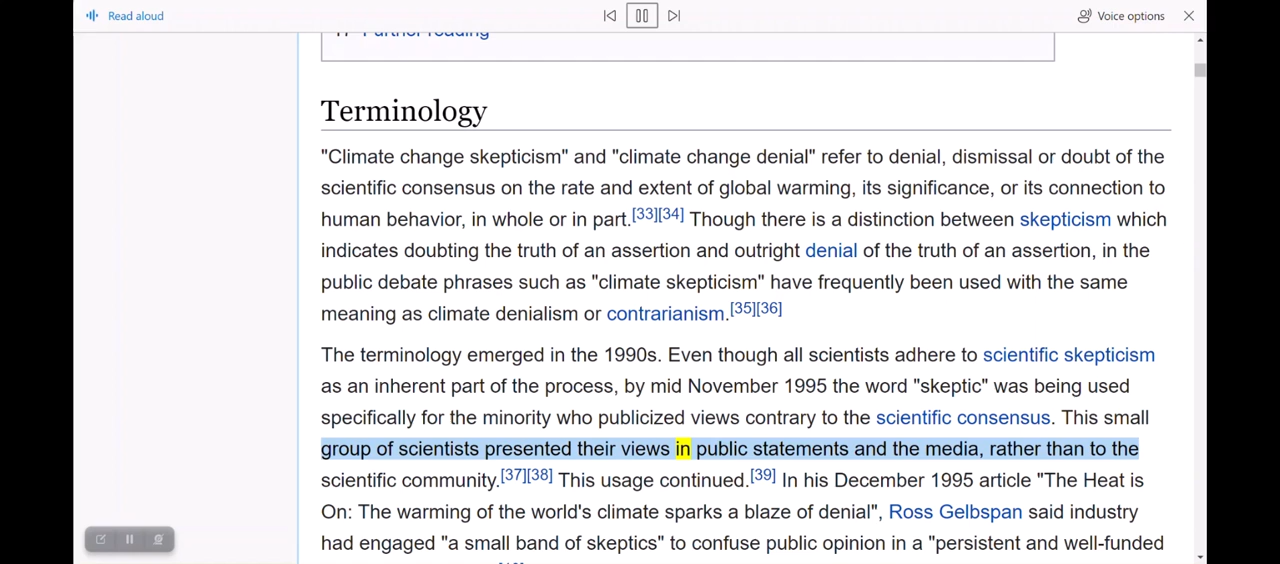 Read aloud
Voice options
Further reading
Terminology
"Climate change skepticism" and "climate change denial" refer to denial, dismissal or doubt of the
scientific consensus on the rate and extent of global warming, its significance, or its connection to
human behavior, in whole or in part.[33][34] Though there is a distinction between skepticism which
indicates doubting the truth of an assertion and outright denial of the truth of an assertion, in the
public debate phrases such as "climate skepticism" have frequently been used with the same
meaning as climate denialism or contrarianism.[35][36]
The terminology emerged in the 1990s. Even though all scientists adhere to scientific skepticism
as an inherent part of the process, by mid November 1995 the word "skeptic" was being used
specifically for the minority who publicized views contrary to the scientific consensus. This small
group of scientists presented their views in public statements and the media, rather than to the
scientific community.[37][38] This usage continued.[39] In his December 1995 article "The Heat is
On: The warming of the world's climate sparks a blaze of denial", Ross Gelbspan said industry
had engaged "a small band of skeptics" to confuse public opinion in a "persistent and well-funded